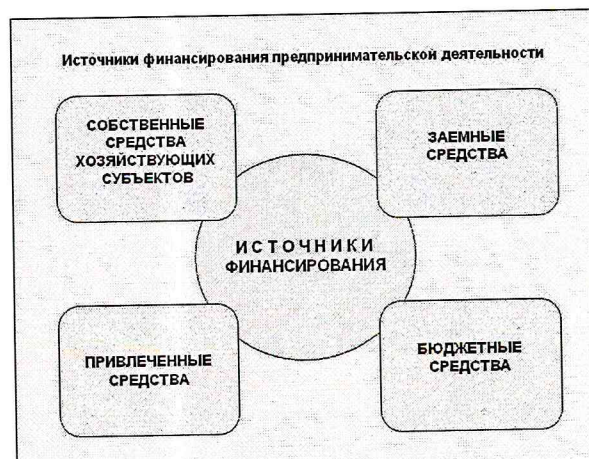 Источники финансирования предпринимательской деятельности
СОБСТВЕННЫЕ
СРЕДСТВА
ХОЗЯЙСТВУЮЩИХ
СУБЪЕКТОВ
ЗАЕМНЫЕ
СРЕДСТВА
ИСТОЧНИКИ
ФИНАНСИРОВАНИЯ
ПРИВЛЕЧЕННЫЕ
СРЕДСТВА
БЮДЖЕТНЫЕ
СРЕДСТВА